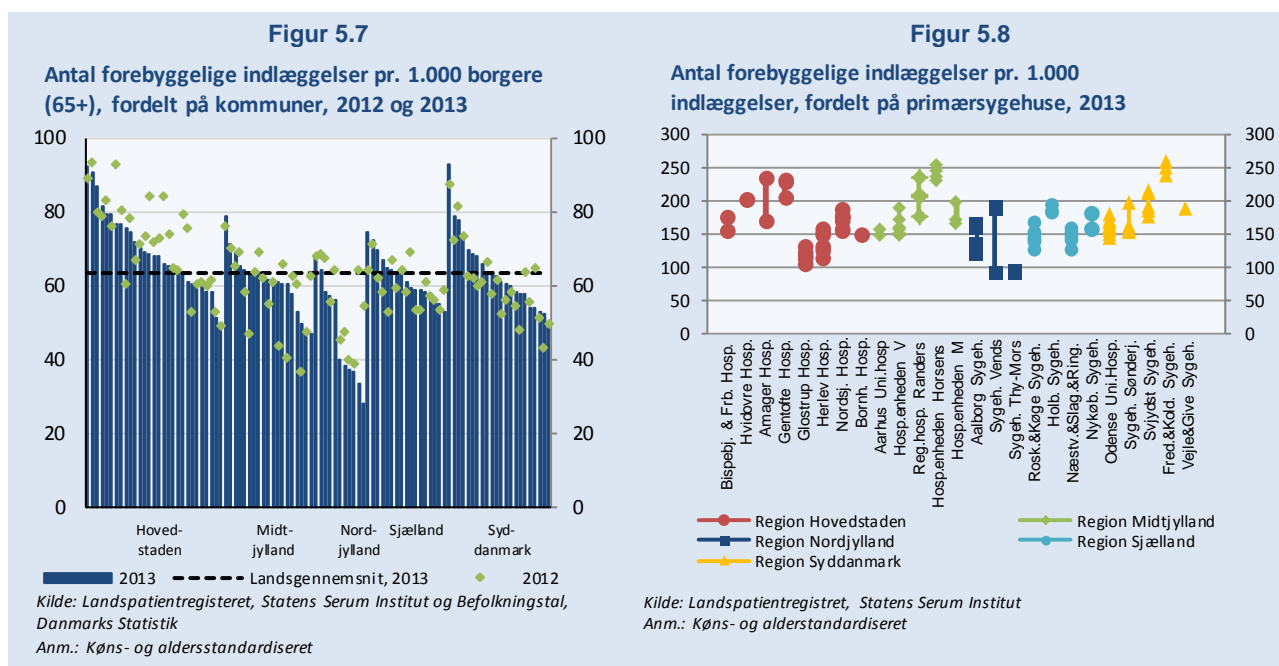 Figur 5.7
Antal forebyggelige indlæggelser pr. 1.000 borgere
(65+), fordelt på kommuner, 2012 og 2013
100
80
60
40
20
0
100
80
60
40
20
0
Hoved-
staden
Midt-
jylland
Nord-
jylland
Sjælland
Syd-
danmark
2013
Landsgennemsnit, 2013
2012
Kilde: Landspatientregisteret, Statens Serum Institut og Befolkningstal,
Danmarks Statistik
Anm.: Køns- og aldersstandardiseret
Figur 5.8
Antal forebyggelige indlæggelser pr. 1.000
indlæggelser, fordelt på primærsygehuse, 2013
300
250
200
150
100
50
0
300
250
200
150
100
50
0
Bispebj. & Frb. Hosp.
Hvidovre Hosp.
Amager Hosp.
Gentofte Hosp.
Glostrup Hosp.
Herlev Hosp.
Nordsj. Hosp.
Bornh. Hosp.
Aarhus Uni.hosp
Hosp.enheden V
Reg.hosp. Randers
Hosp.enheden Horsens
Hosp.enheden M
Aalborg Sygeh.
Sygeh. Vends
Sygeh. Thy-Mors
Rosk.&Køge Sygeh.
Holb. Sygeh.
Næstv.&Slag.&Ring.
Nykøb. Sygeh.
Odense Uni.Hosp.
Sygeh. Sønderj.
Svjydst Sygeh.
Fred.&Kold. Sygeh.
Vejle&Give Sygeh.
Region Hovedstaden
Region Midtjylland
Region Nordjylland
Region Sjælland
Region Syddanmark
Kilde: Landspatientregistret, Statens Serum Institut
Anm.: Køns- og alderstandardiseret